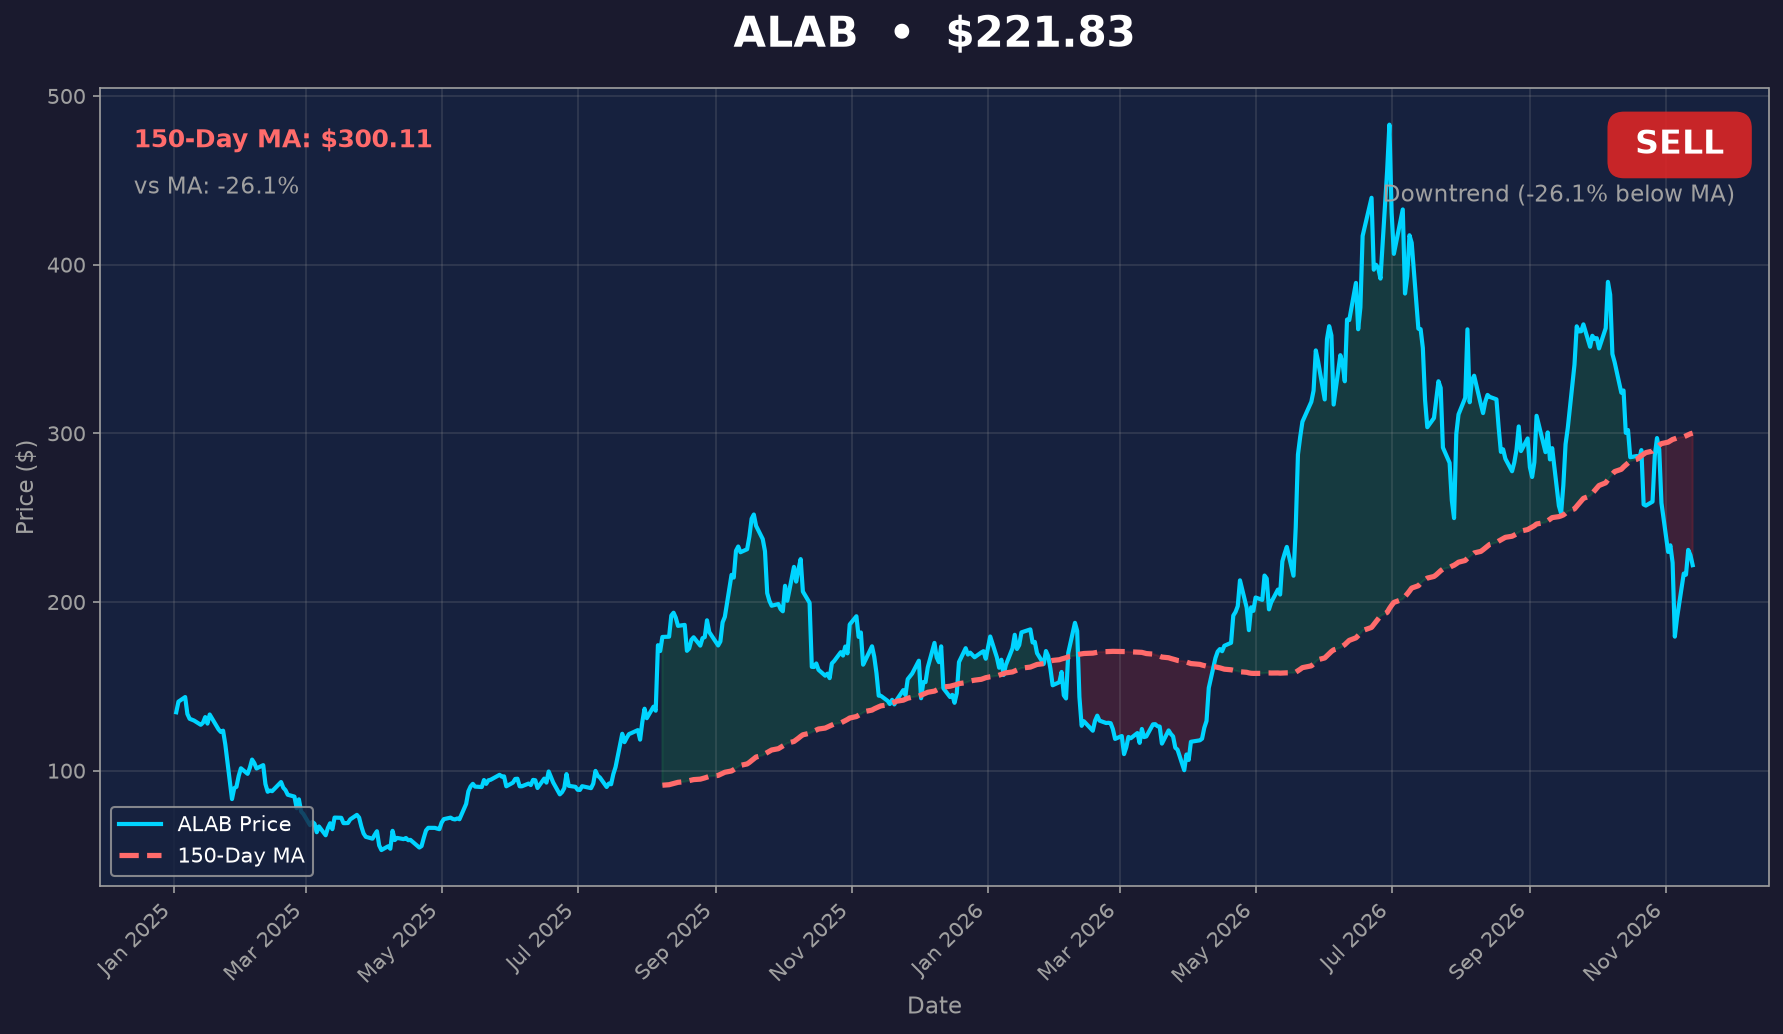 ALAB • $221.83
150-Day MA: $300.11
vs MA: -26.1%
SELL
Downtrend (-26.1% below MA)
500
400
300
200
100
Price ($)
ALAB Price
150-Day MA
Jan 2025
Mar 2025
May 2025
Jul 2025
Sep 2025
Nov 2025
Jan 2026
Mar 2026
May 2026
Jul 2026
Sep 2026
Nov 2026
Date